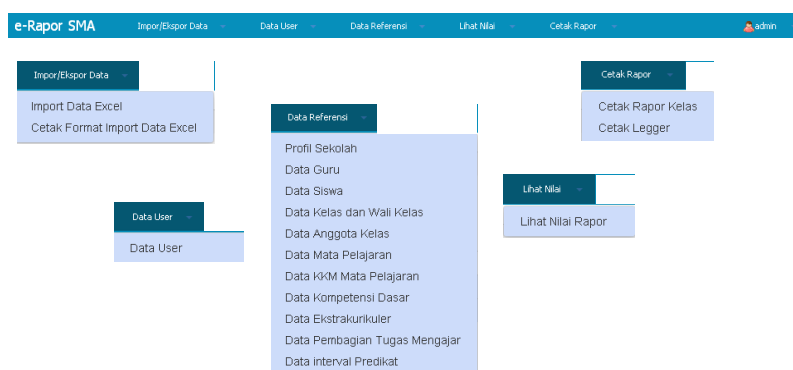 e-Rapor SMA Impor/Ekspor Data Data User Data Referensi Lihat Nilai Cetak Rapor admin
Impor/Ekspor Data
Import Data Excel
Cetak Format Import Data Excel
Data User
Data User
Data Referensi
Profil Sekolah
Data Guru
Data Siswa
Data Kelas dan Wali Kelas
Data Anggota Kelas
Data Mata Pelajaran
Data KKM Mata Pelajaran
Data Kompetensi Dasar
Data Ekstrakurikuler
Data Pembagian Tugas Mengajar
Data interval Predikat
Lihat Nilai
Lihat Nilai Rapor
Cetak Rapor
Cetak Rapor Kelas
Cetak Legger